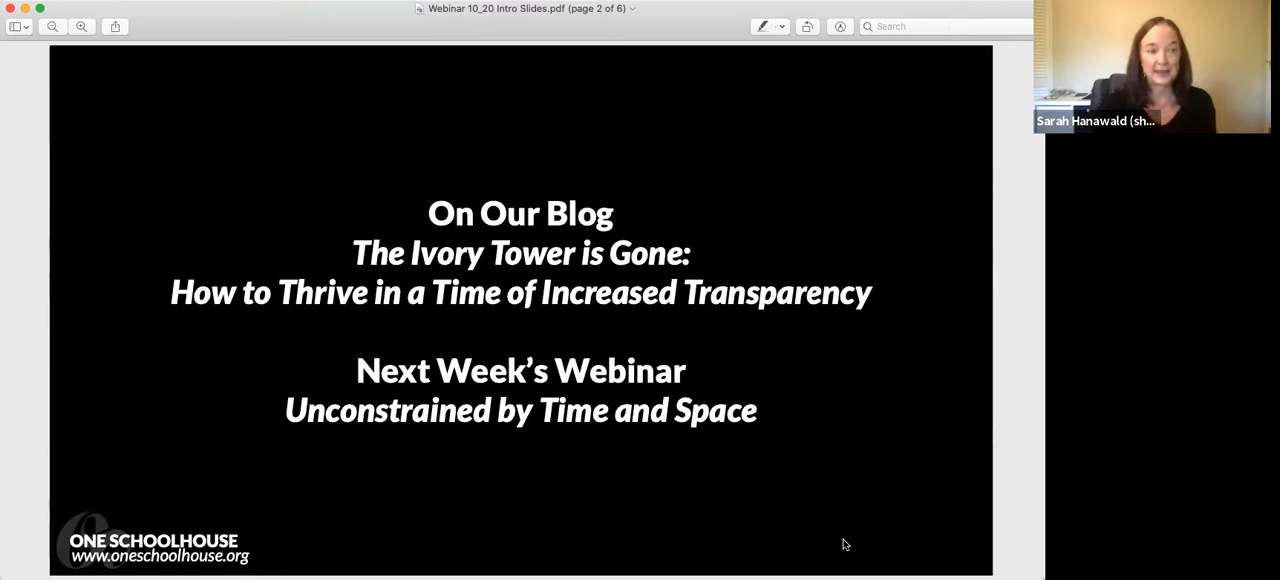 Webinar 10_20 Intro Slides.pdf (page 2 of 6)
Search
Sarah Hanawald (sh...
On Our Blog
The Ivory Tower is Gone:
How to Thrive in a Time of Increased Transparency
Next Week’s Webinar
Unconstrained by Time and Space
ONE SCHOOLHOUSE
www.oneschoolhouse.org